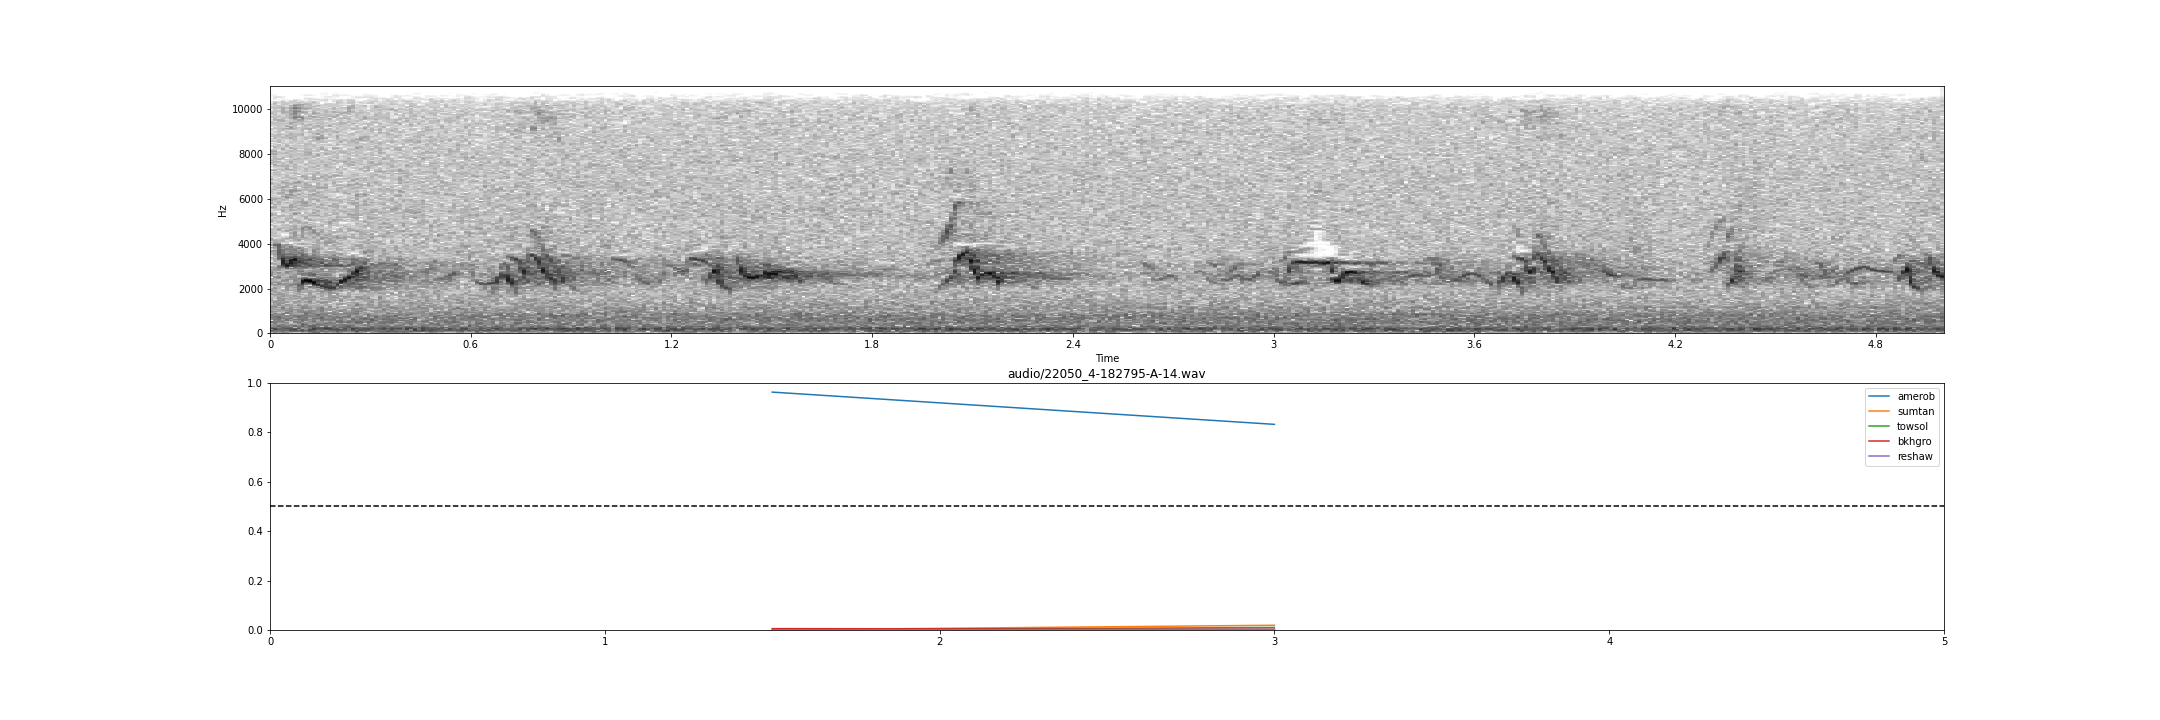 10000
8000
6000
4000
2000
0
Hz
0 0.6 1.2 1.8 2.4 3 3.6 4.2 4.8
Time
audio/22050_4-182795-A-14.wav
1.0
0.8
0.6
0.4
0.2
0.0
amerob
sumtan
towsol
bkhgro
reshaw
0 1 2 3 4 5